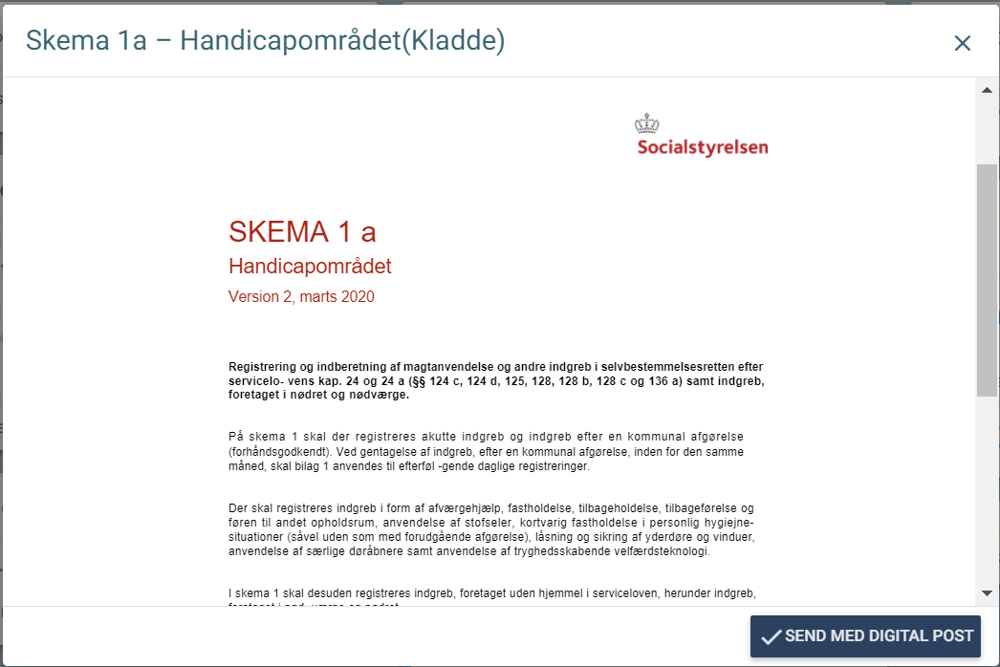 Skema 1a – Handicapområdet(Kladde)
Socialstyrelsen
SKEMA 1 a
Handicapområdet
Version 2, marts 2020
Registrering og indberetning af magtanvendelse og andre indgreb i selvbestemmelsesretten efter
servicelo- vens kap. 24 og 24 a (§§ 124 c, 124 d, 125, 128, 128 b, 128 c og 136 a) samt indgreb,
foretaget i nødret og nødværge.
På skema 1 skal der registreres akutte indgreb og indgreb efter en kommunal afgørelse
(forhåndsgodkendt). Ved gentagelse af indgreb, efter en kommunal afgørelse, inden for den samme
måned, skal bilag 1 anvendes til efterføl -gende daglige registreringer.
Der skal registreres indgreb i form af afværgehjælp, fastholdelse, tilbageholdelse, tilbageførelse og
føren til andet opholdsrum, anvendelse af stofseler, kortvarig fastholdelse i personlig hygiejne-
situationer (såvel uden som med forudgående afgørelse), låsning og sikring af yderdøre og vinduer,
anvendelse af særlige døråbnere samt anvendelse af tryghedsskabende velfærdsteknologi.
I skema 1 skal desuden registreres indgreb, foretaget uden hjemmel i serviceloven, herunder indgreb,
SEND MED DIGITAL POST